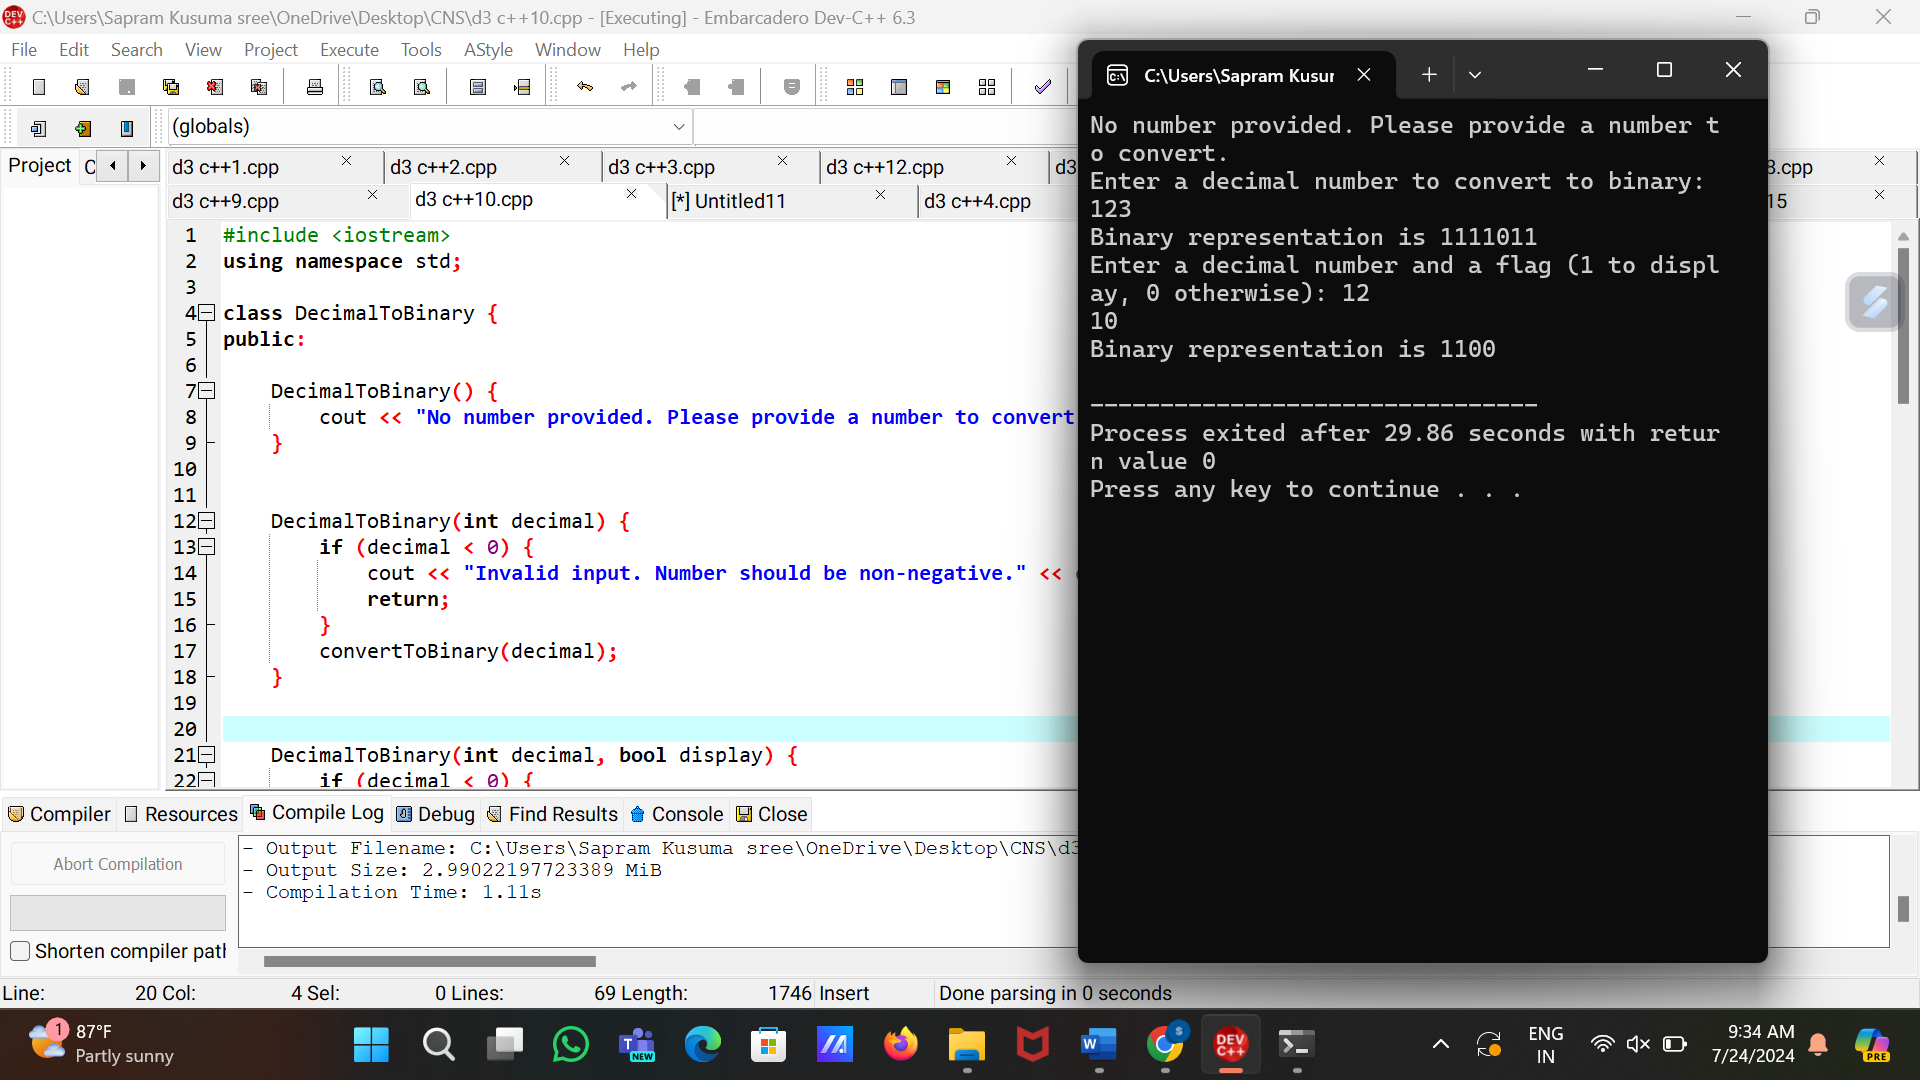 C:\Users\Sapram Kusuma sree\OneDrive\Desktop\CNS\d3 c++10.cpp - [Executing] - Embarcadero Dev-C++ 6.3
File Edit Search View Project Execute Tools AStyle Window Help
(globals)
Project
d3 c++1.cpp d3 c++2.cpp d3 c++3.cpp d3 c++12.cpp d3 8.cpp
d3 c++9.cpp d3 c++10.cpp [*] Untitled11 d3 c++4.cpp 15
1 #include <iostream>
2 using namespace std;
3
4 class DecimalToBinary {
5 public:
6
7 DecimalToBinary() {
8 cout << "No number provided. Please provide a number to convert
9 }
10
11
12 DecimalToBinary(int decimal) {
13 if (decimal < 0) {
14 cout << "Invalid input. Number should be non-negative." <<
15 return;
16 }
17 convertToBinary(decimal);
18 }
19
20
21 DecimalToBinary(int decimal, bool display) {
22 if (decimal < 0) {
C:\Users\Sapram Kusur
No number provided. Please provide a number t
o convert.
Enter a decimal number to convert to binary:
123
Binary representation is 1111011
Enter a decimal number and a flag (1 to displ
ay, 0 otherwise): 12
10
Binary representation is 1100
--------------------------------
Process exited after 29.86 seconds with retur
n value 0
Press any key to continue . . .
Compiler Resources Compile Log Debug Find Results Console Close
Abort Compilation
Shorten compiler path
- Output Filename: C:\Users\Sapram Kusuma sree\OneDrive\Desktop\CNS\d3
- Output Size: 2.99022197723389 MiB
- Compilation Time: 1.11s
Line: 20 Col: 4 Sel: 0 Lines: 69 Length: 1746 Insert Done parsing in 0 seconds
1
87°F
Partly sunny
NEW
DEV
C++
ENG
IN
9:34 AM
7/24/2024
PRE